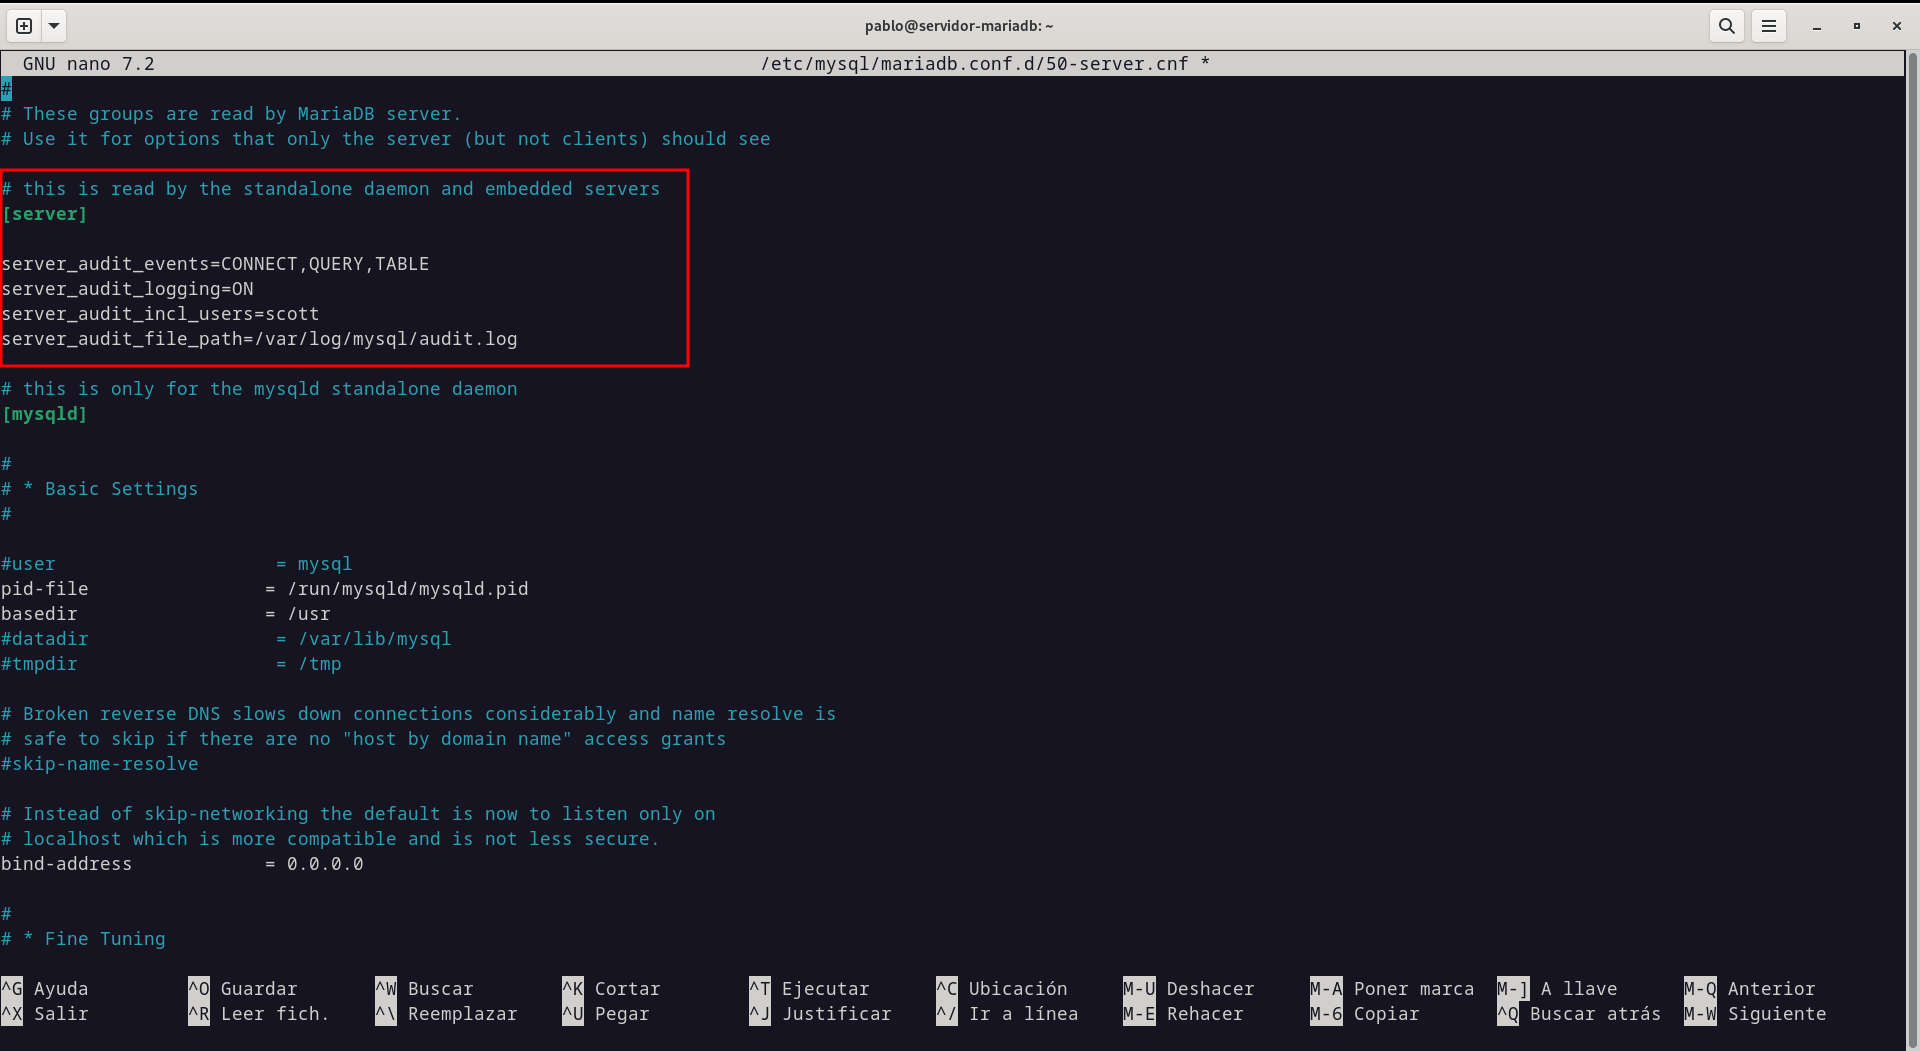 pablo@servidor-mariadb: ~
GNU nano 7.2 /etc/mysql/mariadb.conf.d/50-server.cnf *
#
# These groups are read by MariaDB server.
# Use it for options that only the server (but not clients) should see
# this is read by the standalone daemon and embedded servers
[server]
server_audit_events=CONNECT,QUERY,TABLE
server_audit_logging=ON
server_audit_incl_users=scott
server_audit_file_path=/var/log/mysql/audit.log
# this is only for the mysqld standalone daemon
[mysqld]
#
# * Basic Settings
#
#user = mysql
pid-file = /run/mysqld/mysqld.pid
basedir = /usr
#datadir = /var/lib/mysql
#tmpdir = /tmp
# Broken reverse DNS slows down connections considerably and name resolve is
# safe to skip if there are no "host by domain name" access grants
#skip-name-resolve
# Instead of skip-networking the default is now to listen only on
# localhost which is more compatible and is not less secure.
bind-address = 0.0.0.0
#
# * Fine Tuning
^G Ayuda ^O Guardar ^W Buscar ^K Cortar ^T Ejecutar ^C Ubicación M-U Deshacer M-A Poner marca M-] A llave M-Q Anterior
^X Salir ^R Leer fich. ^\ Reemplazar ^U Pegar ^J Justificar ^/ Ir a línea M-E Rehacer M-6 Copiar ^Q Buscar atrás M-W Siguiente